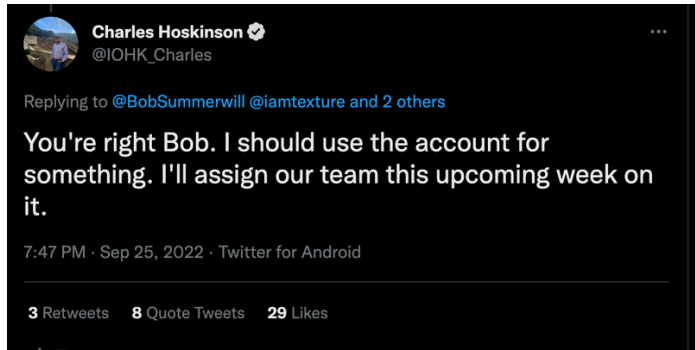 Charles Hoskinson
@IOHK_Charles
Replying to @BobSummerwill @iamtexture and 2 others
You're right Bob. I should use the account for
something. I'll assign our team this upcoming week on
it.
7:47 PM · Sep 25, 2022 · Twitter for Android
3 Retweets 8 Quote Tweets 29 Likes